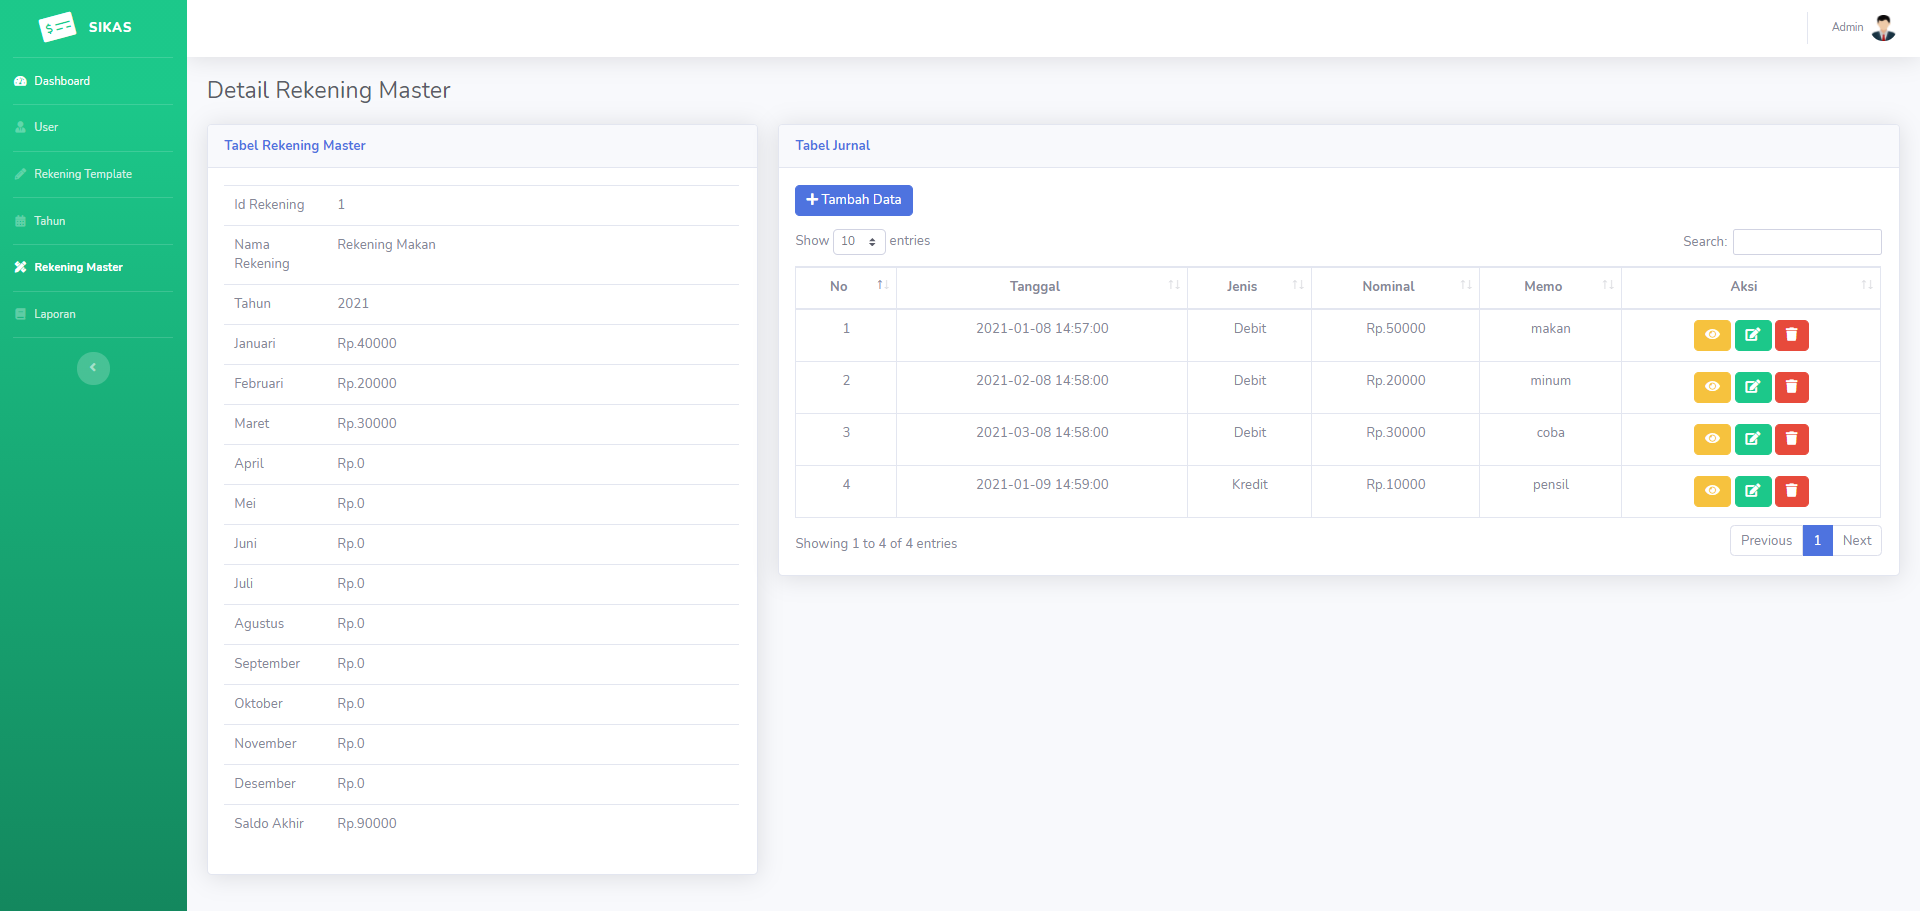 SIKAS
Dashboard
User
Rekening Template
Tahun
Rekening Master
Laporan
Admin
Detail Rekening Master
Tabel Rekening Master
Id Rekening 1
Nama Rekening Rekening Makan
Tahun 2021
Januari Rp.40000
Februari Rp.20000
Maret Rp.30000
April Rp.0
Mei Rp.0
Juni Rp.0
Juli Rp.0
Agustus Rp.0
September Rp.0
Oktober Rp.0
November Rp.0
Desember Rp.0
Saldo Akhir Rp.90000
Tabel Jurnal
Tambah Data
Show 10 entries
Search:
No Tanggal Jenis Nominal Memo Aksi
1 2021-01-08 14:57:00 Debit Rp.50000 makan
2 2021-02-08 14:58:00 Debit Rp.20000 minum
3 2021-03-08 14:58:00 Debit Rp.30000 coba
4 2021-01-09 14:59:00 Kredit Rp.10000 pensil
Showing 1 to 4 of 4 entries
Previous 1 Next